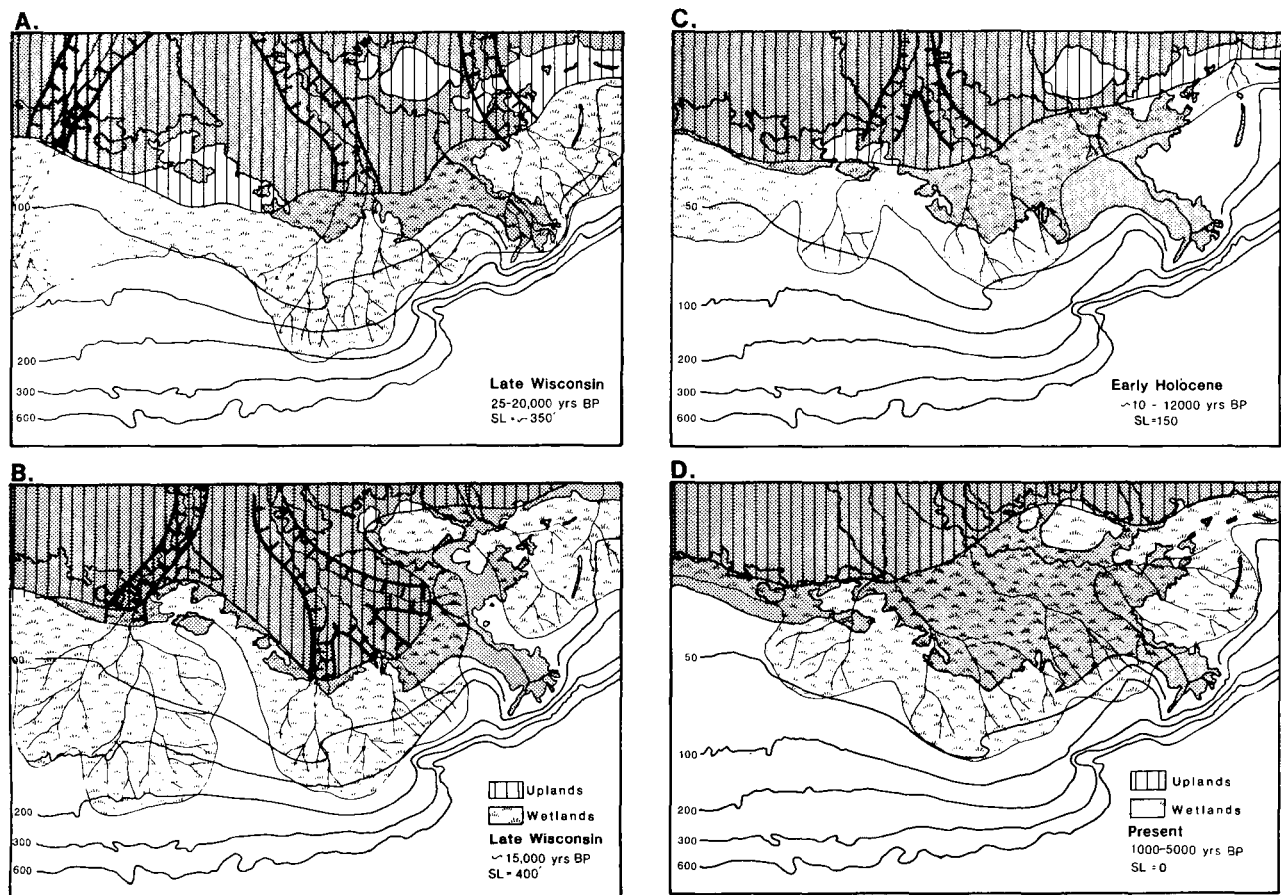 A.
100
200
300
600
Late Wisconsin
25-20,000 yrs BP
SL = ~350'
C.
50
100
200
300
600
Early Holocene
~10 - 12000 yrs BP
SL=150
B.
00
200
300
600
Uplands
Wetlands
Late Wisconsin
~15,000 yrs BP
SL = 400'
D.
50
100
200
300
600
Uplands
Wetlands
Present
1000-5000 yrs BP
SL = 0